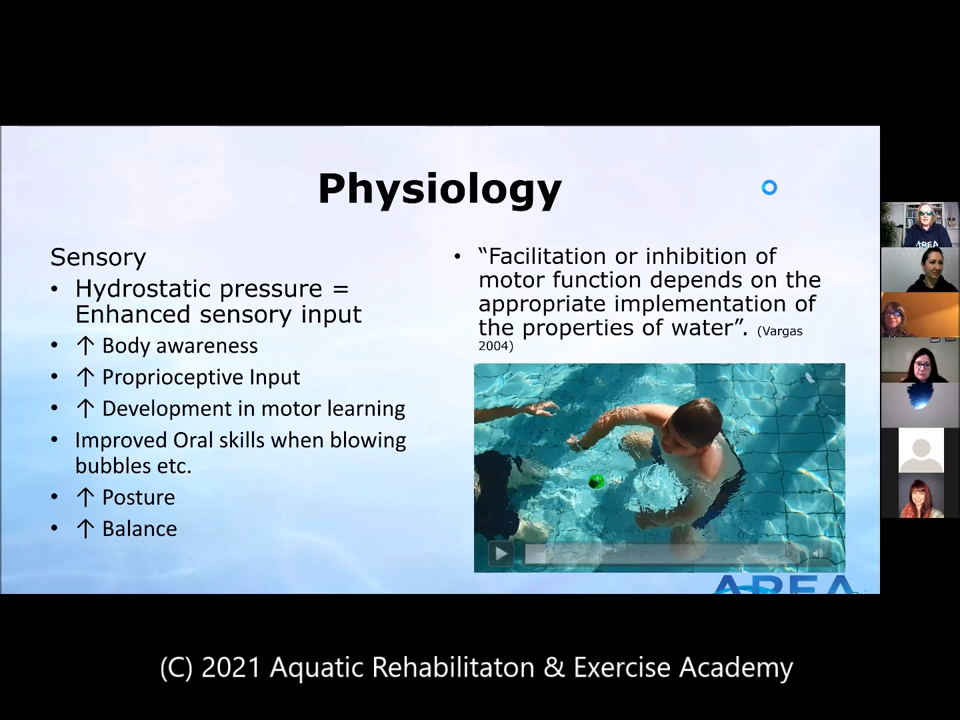 Physiology
Sensory
• Hydrostatic pressure =
Enhanced sensory input
• ↑ Body awareness
• ↑ Proprioceptive Input
• ↑ Development in motor learning
• Improved Oral skills when blowing
bubbles etc.
• ↑ Posture
• ↑ Balance
• “Facilitation or inhibition of
motor function depends on the
appropriate implementation of
the properties of water”. (Vargas
2004)
AREA
AREA
(C) 2021 Aquatic Rehabilitaton & Exercise Academy